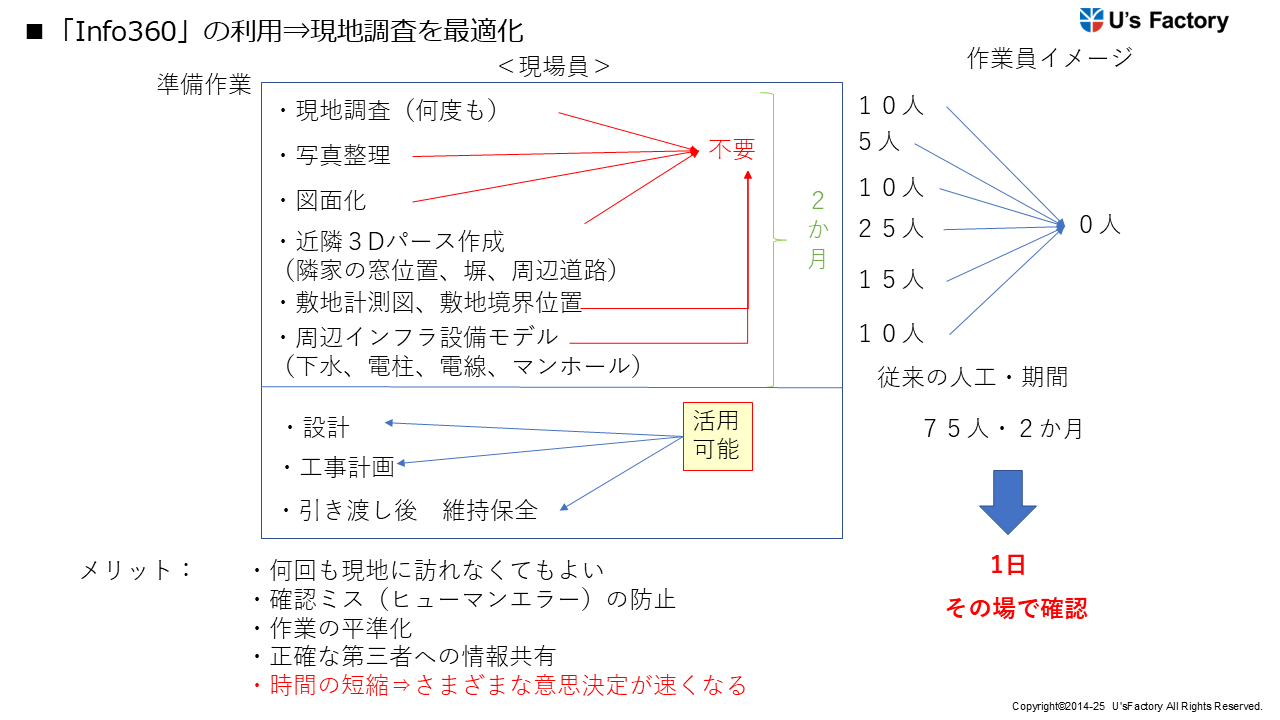 ■「Info360」の利用⇒現地調査を最適化
U's Factory
＜現場員＞
作業員イメージ
準備作業
・現地調査（何度も）
・写真整理
・図面化
・近隣３Dパース作成
（隣家の窓位置、塀、周辺道路）
・敷地計測図、敷地境界位置
・周辺インフラ設備モデル
（下水、電柱、電線、マンホール）
不要
２か月
１０人
５人
１０人
２５人
１５人
１０人
０人
従来の人工・期間
７５人・２か月
1日
その場で確認
・設計
・工事計画
・引き渡し後　維持保全
活用
可能
メリット：
・何回も現地に訪れなくてもよい
・確認ミス（ヒューマンエラー）の防止
・作業の平準化
・正確な第三者への情報共有
・時間の短縮⇒さまざまな意思決定が速くなる
Copyright©2014-25 U'sFactory All Rights Reserved.